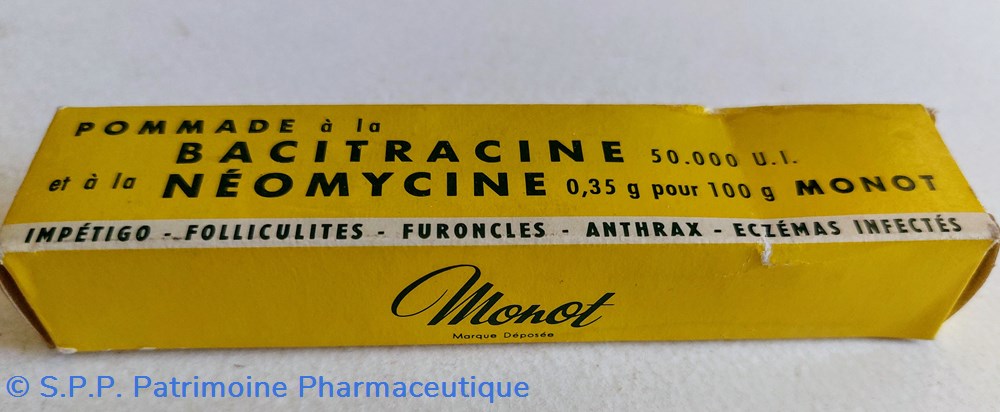 POMMADE à la
BACITRACINE 50.000 U.I.
et à la NÉOMYCINE 0,35 g pour 100 g MONOT
IMPÉTIGO - FOLLICULITES - FURONCLES - ANTHRAX - ECZÉMAS INFECTÉS
Monot
Marque Déposée
© S.P.P. Patrimoine Pharmaceutique